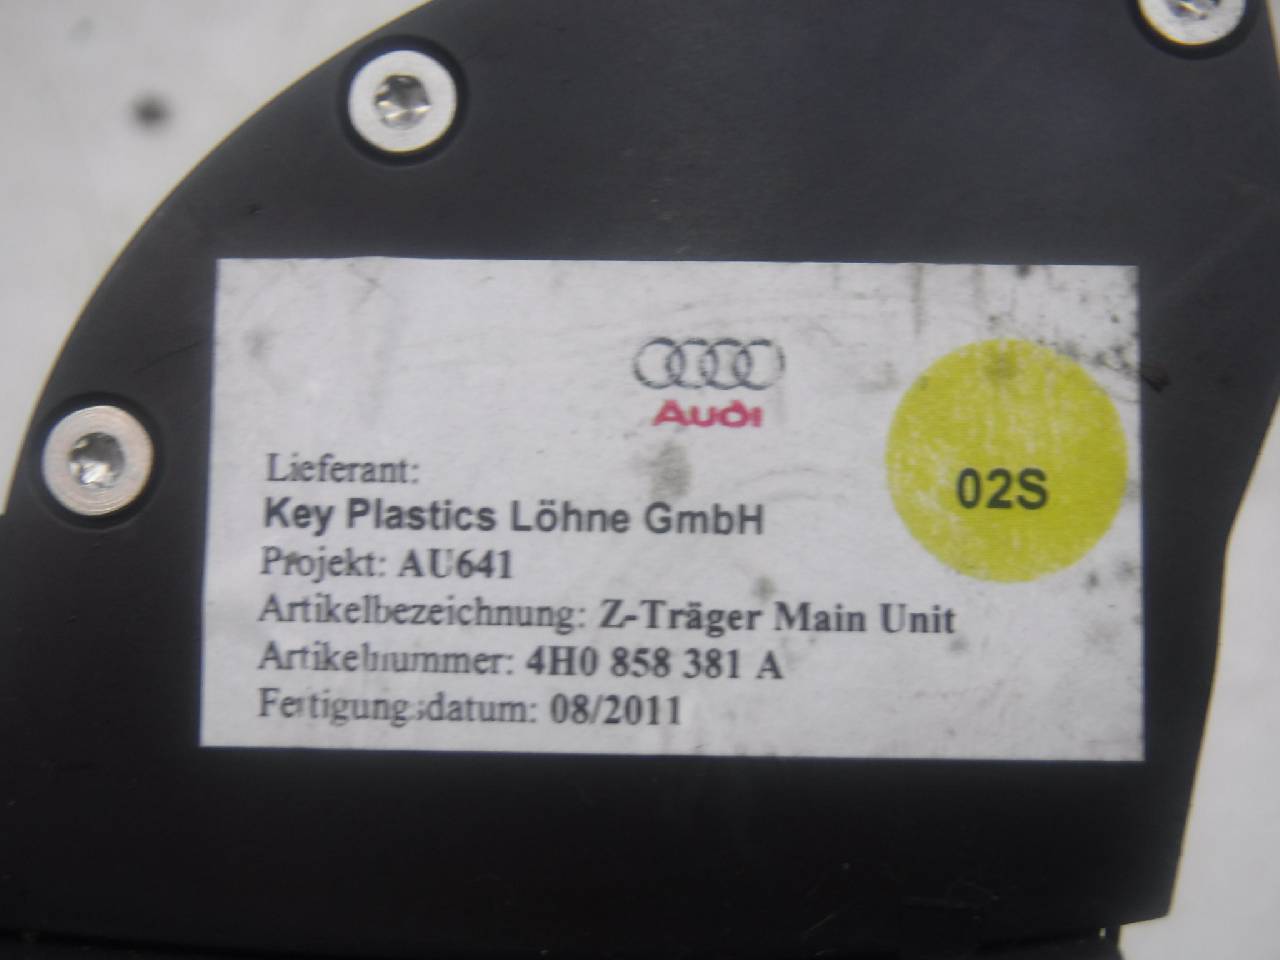 Audi
02S
Lieferant:
Key Plastics Löhne GmbH
Projekt: AU641
Artikelbezeichnung: Z-Träger Main Unit
Artikelnummer: 4H0 858 381 A
Fertigungsdatum: 08/2011